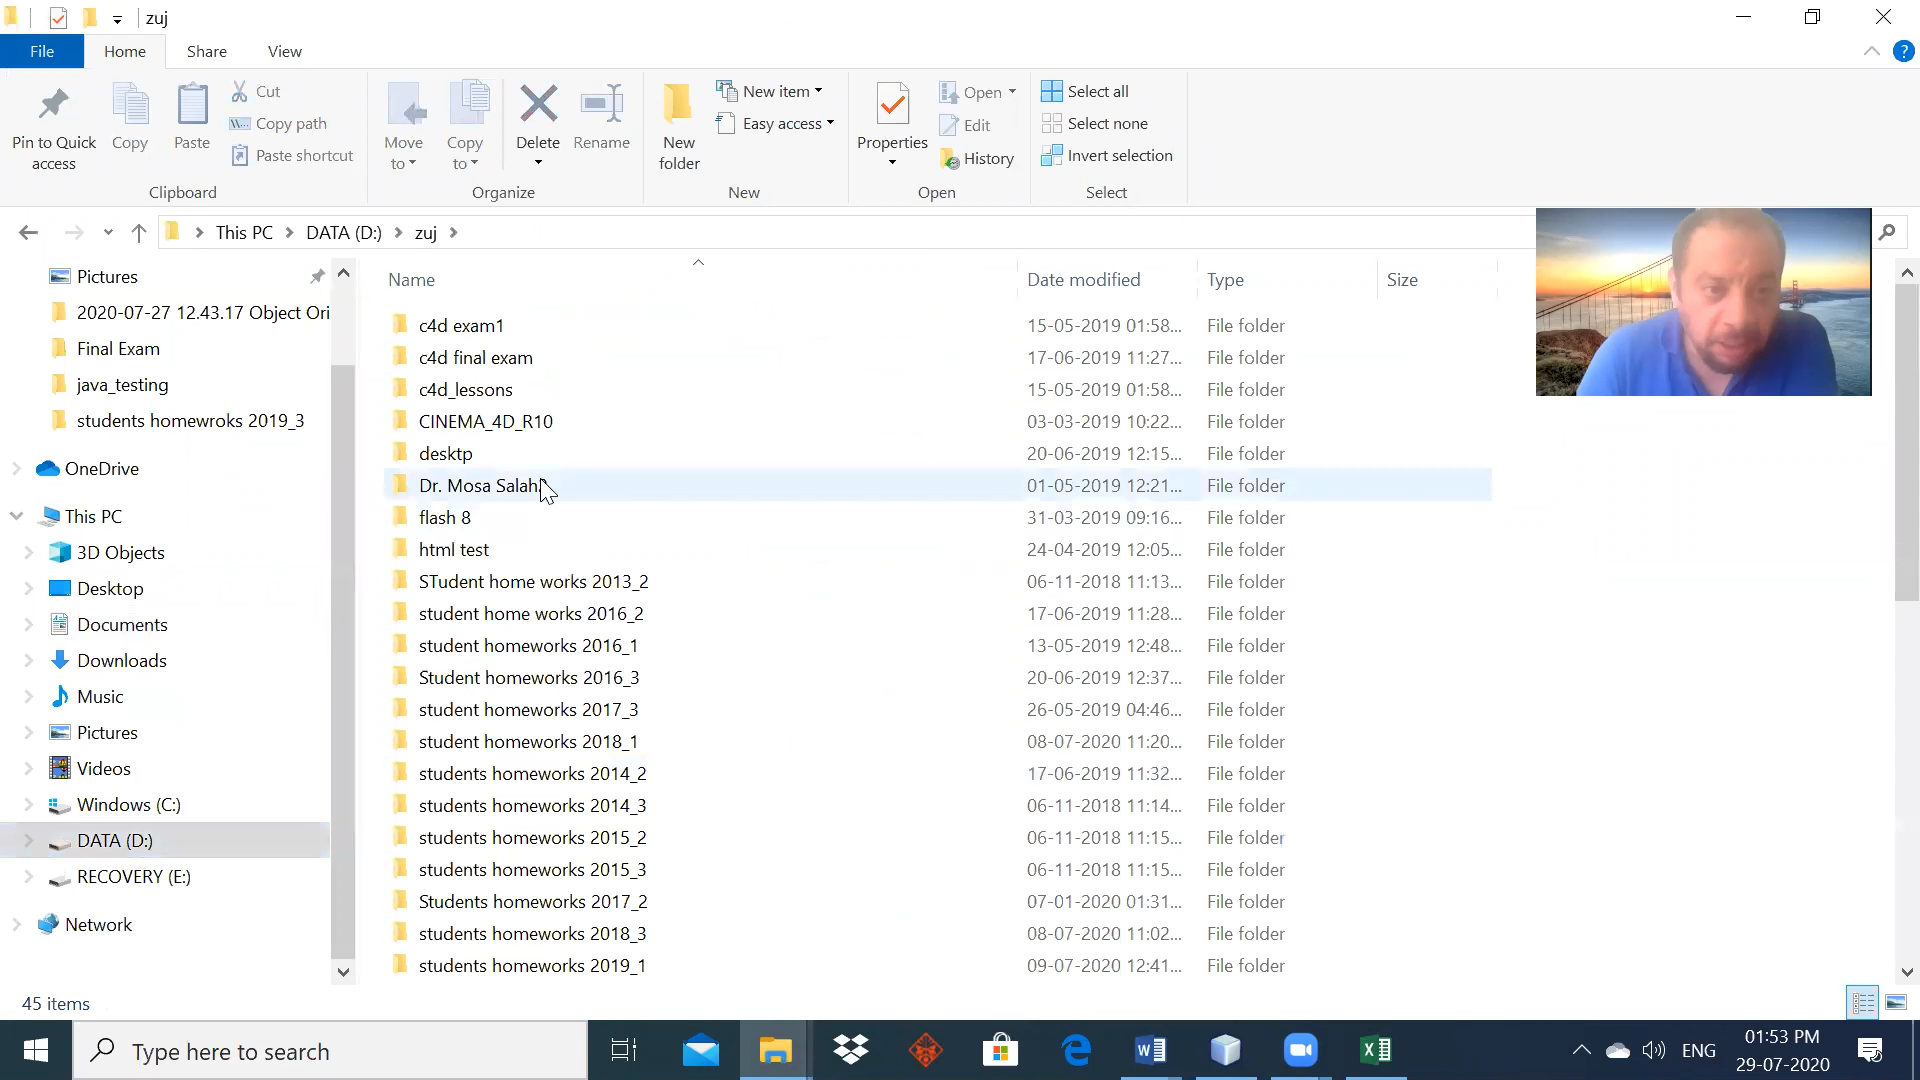 zuj
File Home Share View
Pin to Quick access
Copy
Paste
Cut
Copy path
Paste shortcut
Clipboard
Move to
Copy to
Delete
Rename
Organize
New folder
New item
Easy access
New
Properties
Open
Edit
History
Open
Select all
Select none
Invert selection
Select
This PC DATA (D:) zuj
Pictures
2020-07-27 12.43.17 Object Ori
Final Exam
java_testing
students homewroks 2019_3
OneDrive
This PC
3D Objects
Desktop
Documents
Downloads
Music
Pictures
Videos
Windows (C:)
DATA (D:)
RECOVERY (E:)
Network
Name Date modified Type Size
c4d exam1 15-05-2019 01:58... File folder
c4d final exam 17-06-2019 11:27... File folder
c4d_lessons 15-05-2019 01:58... File folder
CINEMA_4D_R10 03-03-2019 10:22... File folder
desktp 20-06-2019 12:15... File folder
Dr. Mosa Salah 01-05-2019 12:21... File folder
flash 8 31-03-2019 09:16... File folder
html test 24-04-2019 12:05... File folder
STudent home works 2013_2 06-11-2018 11:13... File folder
student home works 2016_2 17-06-2019 11:28... File folder
student homeworks 2016_1 13-05-2019 12:48... File folder
Student homeworks 2016_3 20-06-2019 12:37... File folder
student homeworks 2017_3 26-05-2019 04:46... File folder
student homeworks 2018_1 08-07-2020 11:20... File folder
students homeworks 2014_2 17-06-2019 11:32... File folder
students homeworks 2014_3 06-11-2018 11:14... File folder
students homeworks 2015_2 06-11-2018 11:15... File folder
students homeworks 2015_3 06-11-2018 11:15... File folder
Students homeworks 2017_2 07-01-2020 01:31... File folder
students homeworks 2018_3 08-07-2020 11:02... File folder
students homeworks 2019_1 09-07-2020 12:41... File folder
45 items
Type here to search
ENG
01:53 PM
29-07-2020